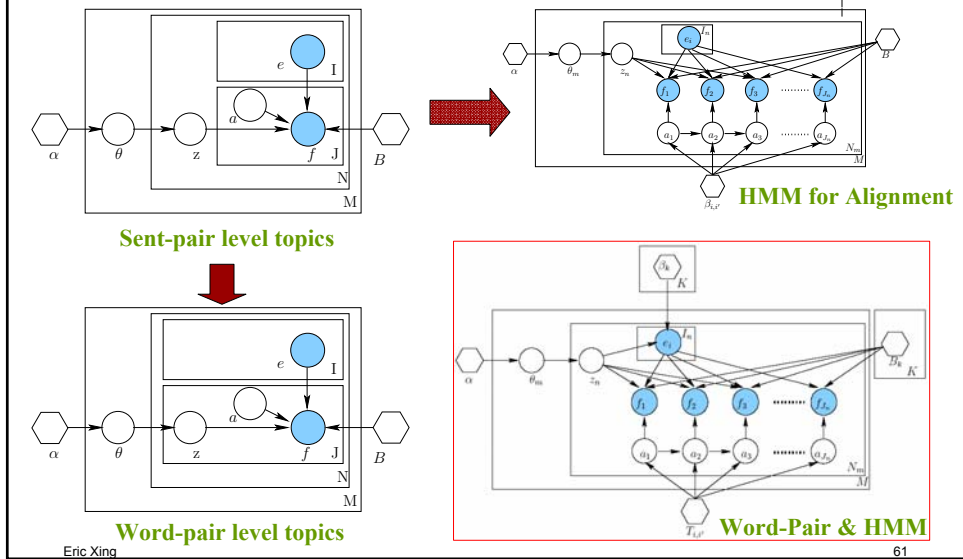 e
I
a
α
θ
z
f
J
B
N
M
Sent-pair level topics
α
θ_m
z_n
e_i
I_n
B
f_1
f_2
f_3
f_{J_n}
a_1
a_2
a_3
a_{J_n}
N_m
M
β_{i,i'}
HMM for Alignment
e
I
a
α
θ
z
f
J
B
N
M
Word-pair level topics
β_k
K
α
θ_m
z_n
e_i
I_n
B_k
K
f_1
f_2
f_3
f_{J_n}
a_1
a_2
a_3
a_{J_n}
N_m
M
T_{i,i'}
Word-Pair & HMM
Eric Xing
61